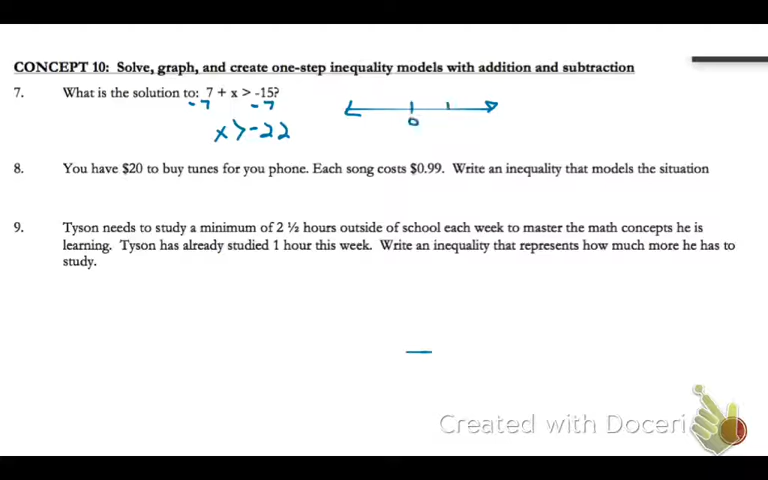 CONCEPT 10: Solve, graph, and create one-step inequality models with addition and subtraction
7. What is the solution to: 7 + x > -15?
-7 -7
x > -22
0
8. You have $20 to buy tunes for you phone. Each song costs $0.99. Write an inequality that models the situation
9. Tyson needs to study a minimum of 2 ½ hours outside of school each week to master the math concepts he is
learning. Tyson has already studied 1 hour this week. Write an inequality that represents how much more he has to
study.
Created with Doceri